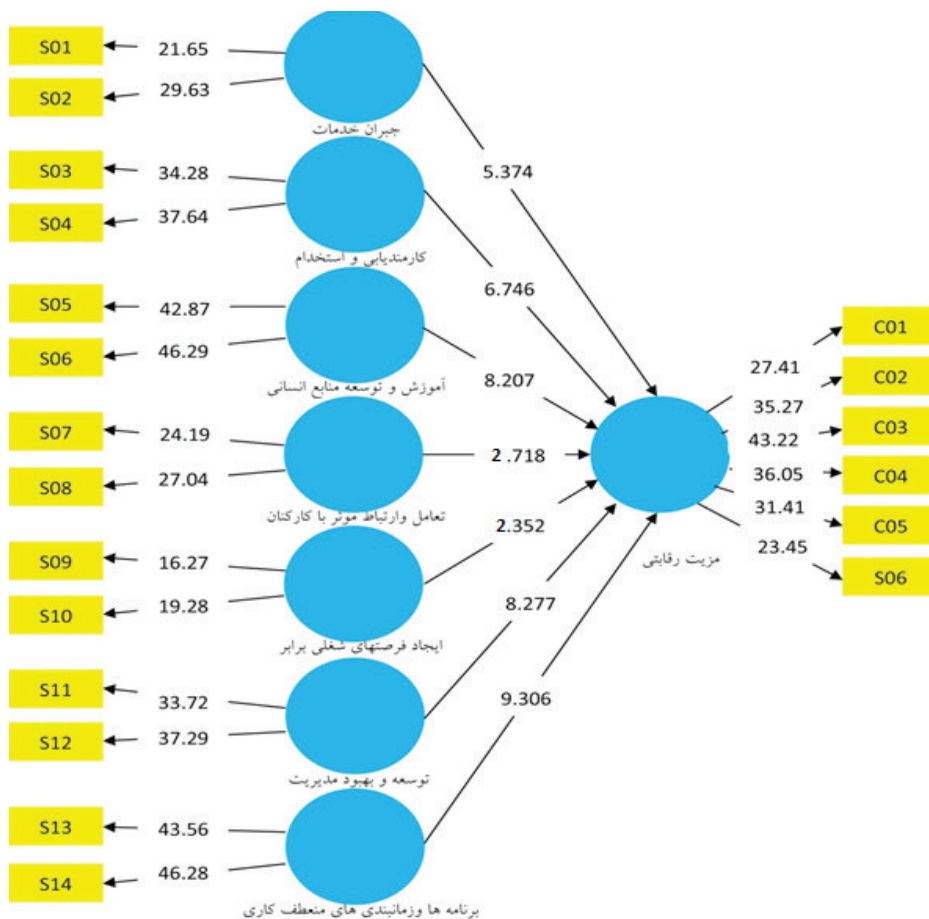 S01
21.65
S02
29.63
جبران خدمات
5.374
S03
34.28
S04
37.64
کارمندیابی و استخدام
6.746
S05
42.87
S06
46.29
آموزش و توسعه منابع انسانی
8.207
S07
24.19
S08
27.04
تعامل وارتباط موثر با کارکنان
2.718
S09
16.27
S10
19.28
ایجاد فرصتهای شغلی برابر
2.352
S11
33.72
S12
37.29
توسعه و بهبود مدیریت
8.277
S13
43.56
S14
46.28
برنامه ها وزمانبندی های منعطف کاری
9.306
مزیت رقابتی
27.41
C01
35.27
C02
43.22
C03
36.05
C04
31.41
C05
23.45
S06